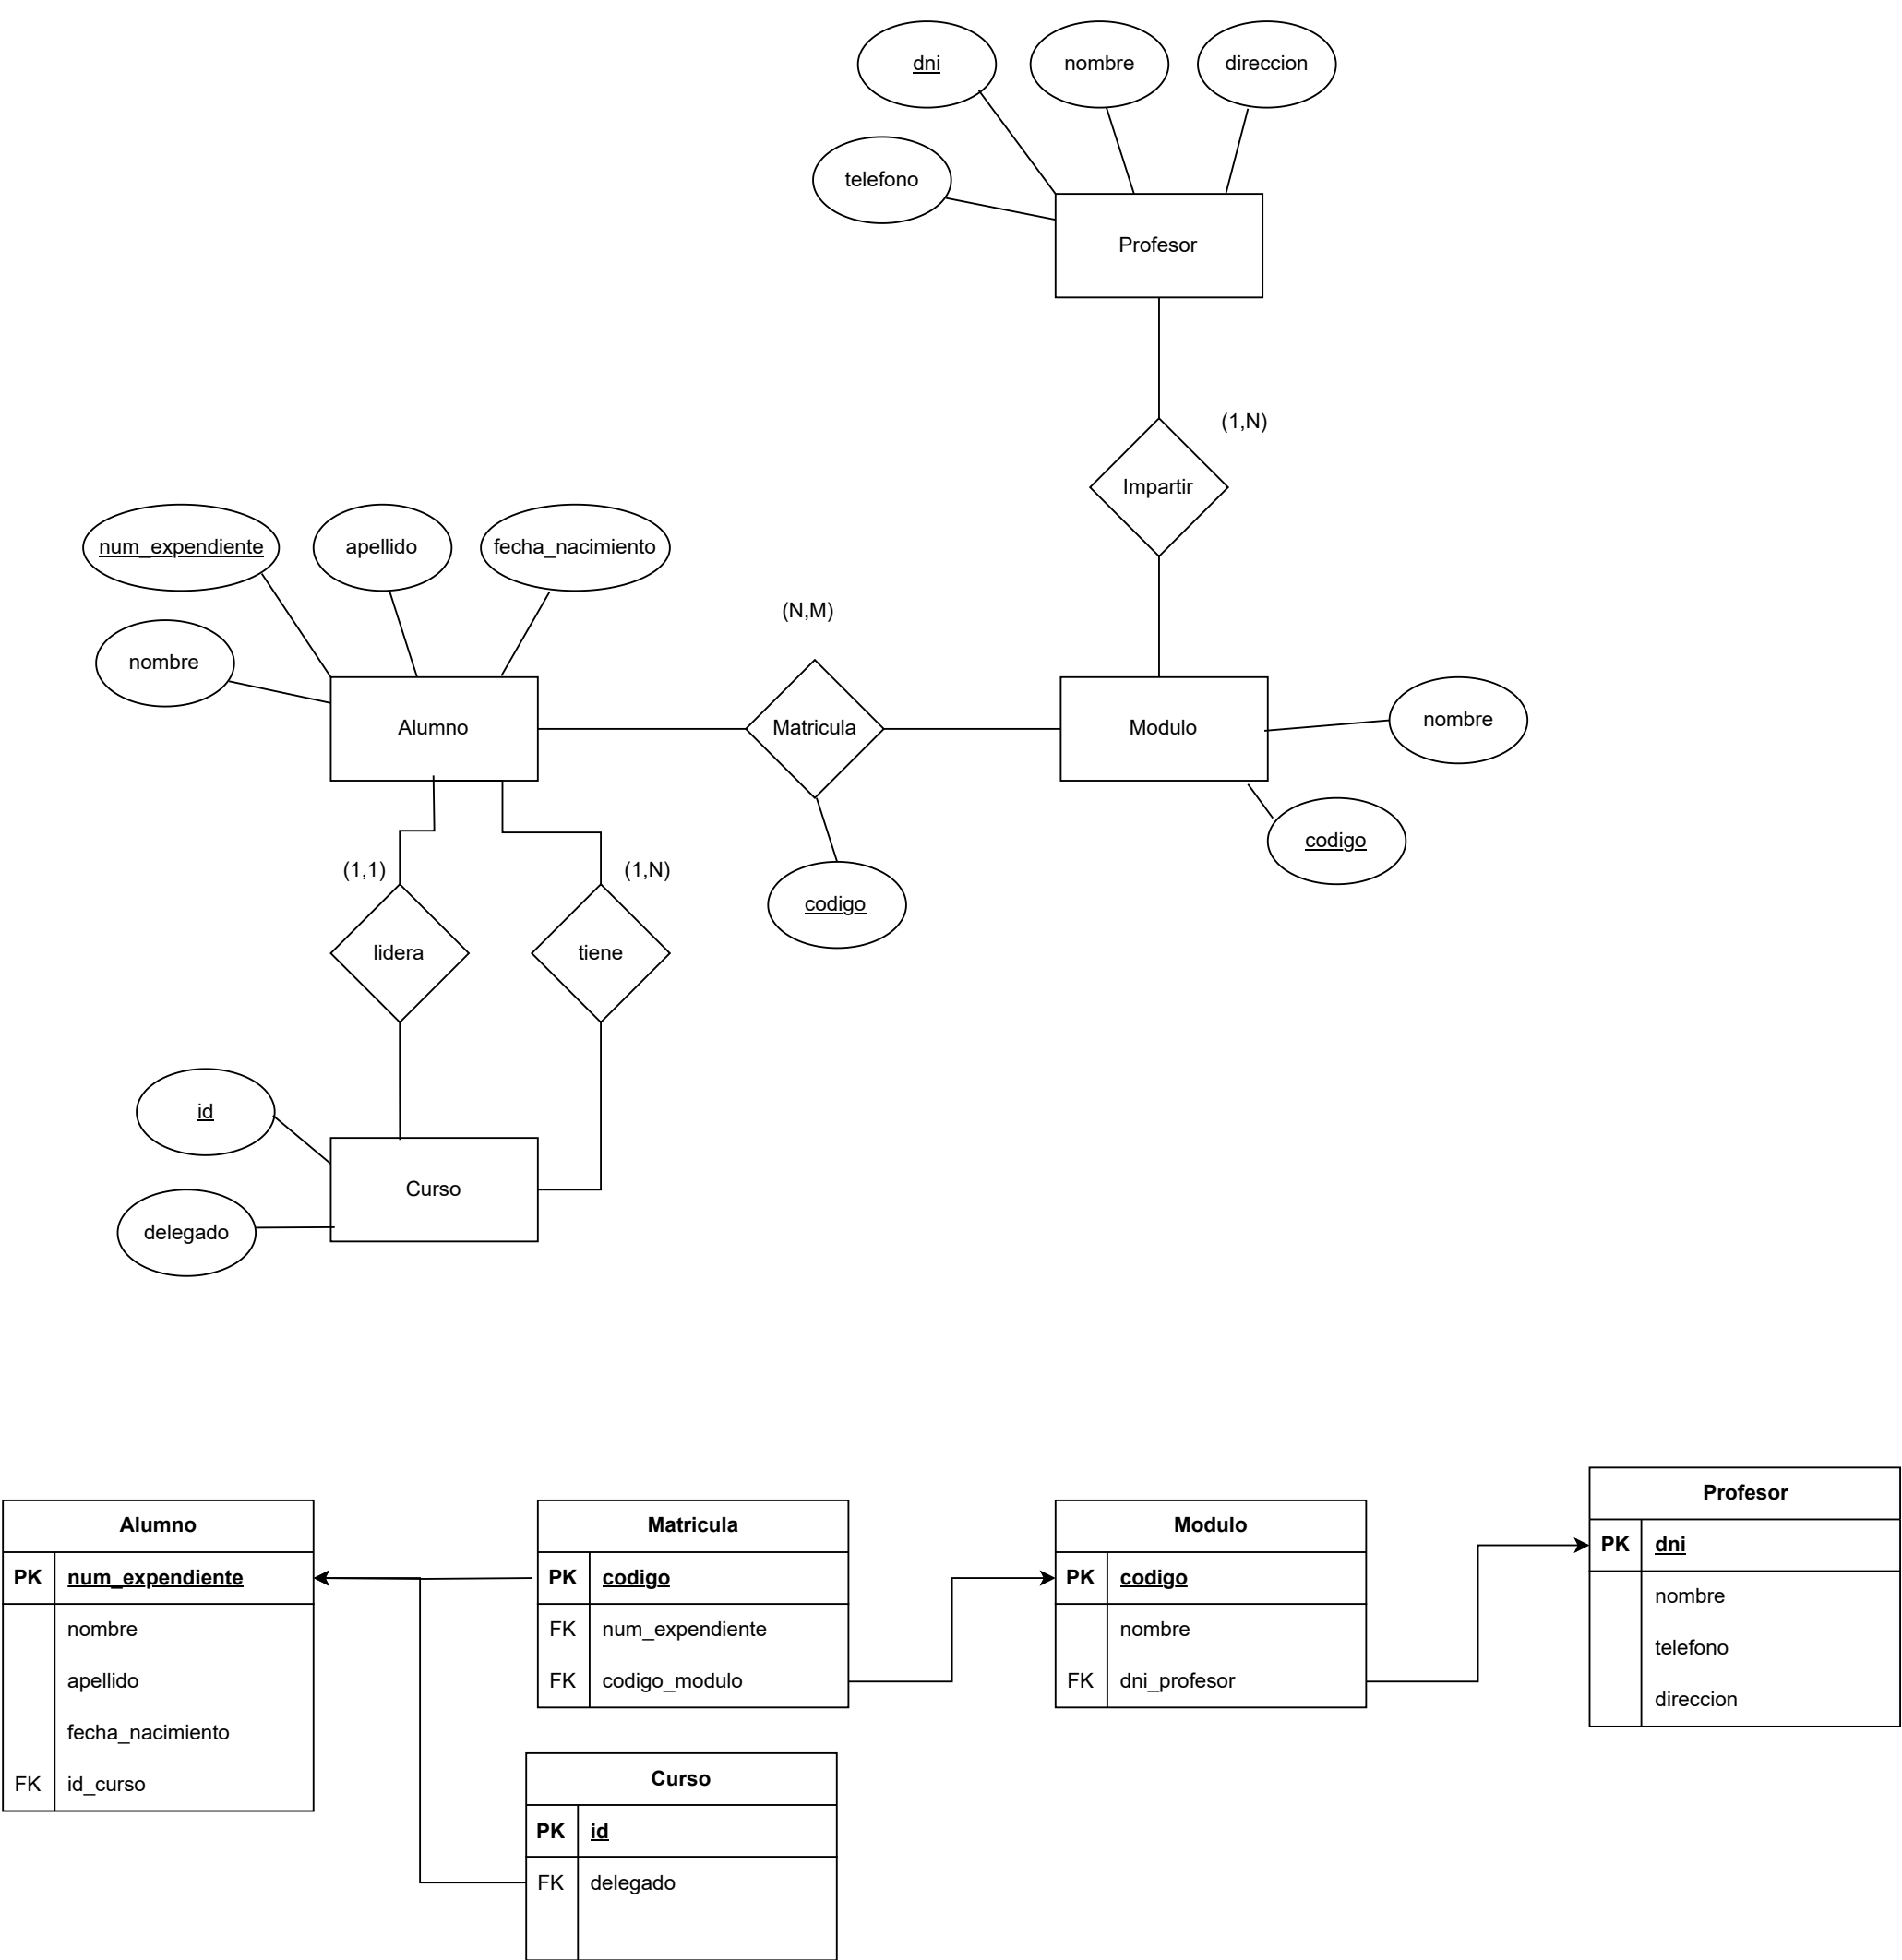 dni
nombre
direccion
telefono
Profesor
(1,N)
Impartir
num_expendiente
apellido
fecha_nacimiento
(N,M)
nombre
Alumno
Matricula
Modulo
nombre
codigo
(1,1)
(1,N)
codigo
lidera
tiene
id
Curso
delegado
Alumno
PK num_expendiente
nombre
apellido
fecha_nacimiento
FK id_curso
Matricula
PK codigo
FK num_expendiente
FK codigo_modulo
Modulo
PK codigo
nombre
FK dni_profesor
Profesor
PK dni
nombre
telefono
direccion
Curso
PK id
FK delegado